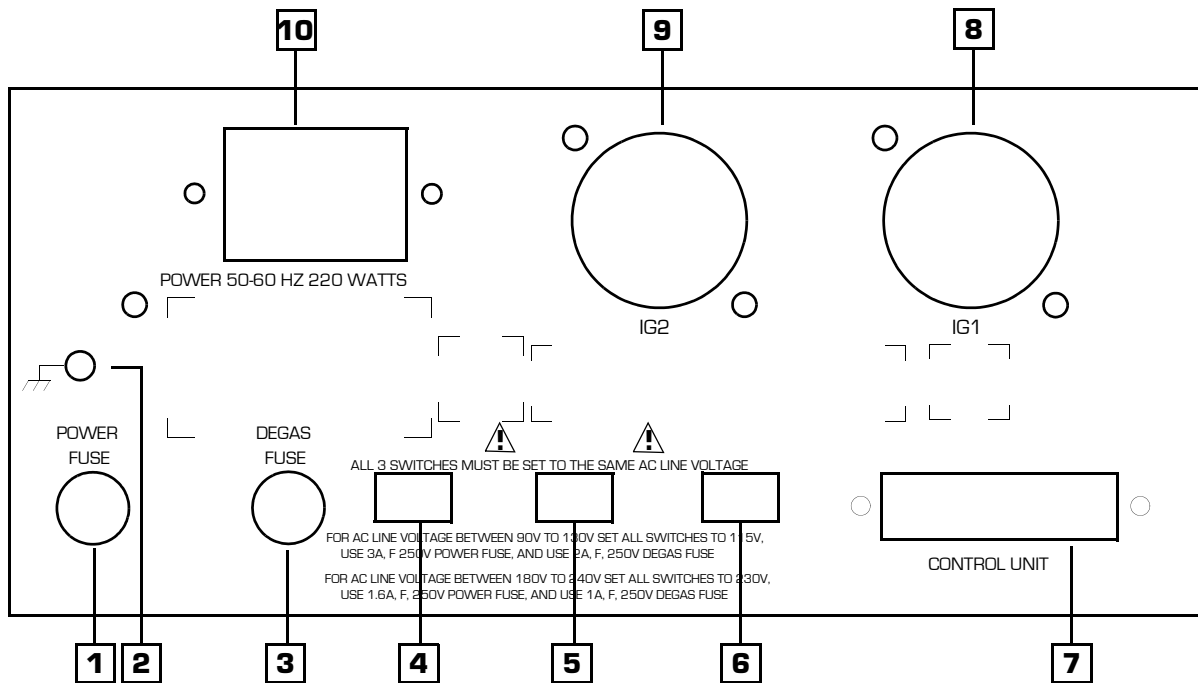 10
9
8
POWER 50-60 HZ 220 WATTS
IG2
IG1
POWER
FUSE
DEGAS
FUSE
ALL 3 SWITCHES MUST BE SET TO THE SAME AC LINE VOLTAGE
FOR AC LINE VOLTAGE BETWEEN 90V TO 130V SET ALL SWITCHES TO 115V,
USE 3A, F 250V POWER FUSE, AND USE 2A, F, 250V DEGAS FUSE
FOR AC LINE VOLTAGE BETWEEN 180V TO 240V SET ALL SWITCHES TO 230V,
USE 1.6A, F, 250V POWER FUSE, AND USE 1A, F, 250V DEGAS FUSE
CONTROL UNIT
1
2
3
4
5
6
7